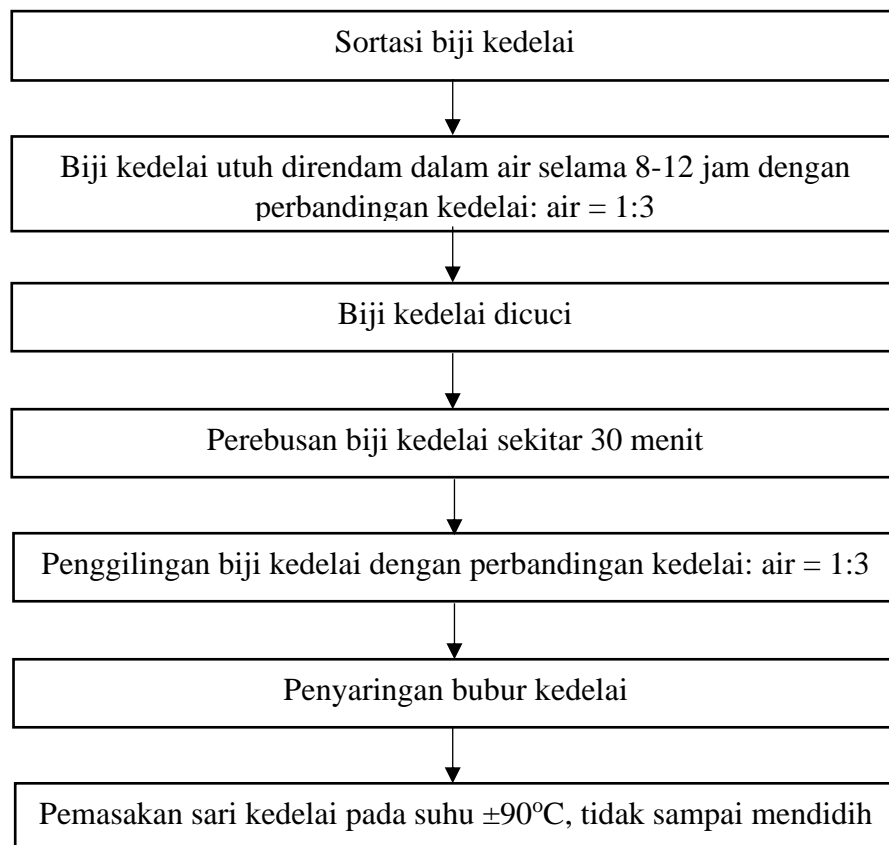 Sortasi biji kedelai
Biji kedelai utuh direndam dalam air selama 8-12 jam dengan
perbandingan kedelai: air = 1:3
Biji kedelai dicuci
Perebusan biji kedelai sekitar 30 menit
Penggilingan biji kedelai dengan perbandingan kedelai: air = 1:3
Penyaringan bubur kedelai
Pemasakan sari kedelai pada suhu ±90°C, tidak sampai mendidih